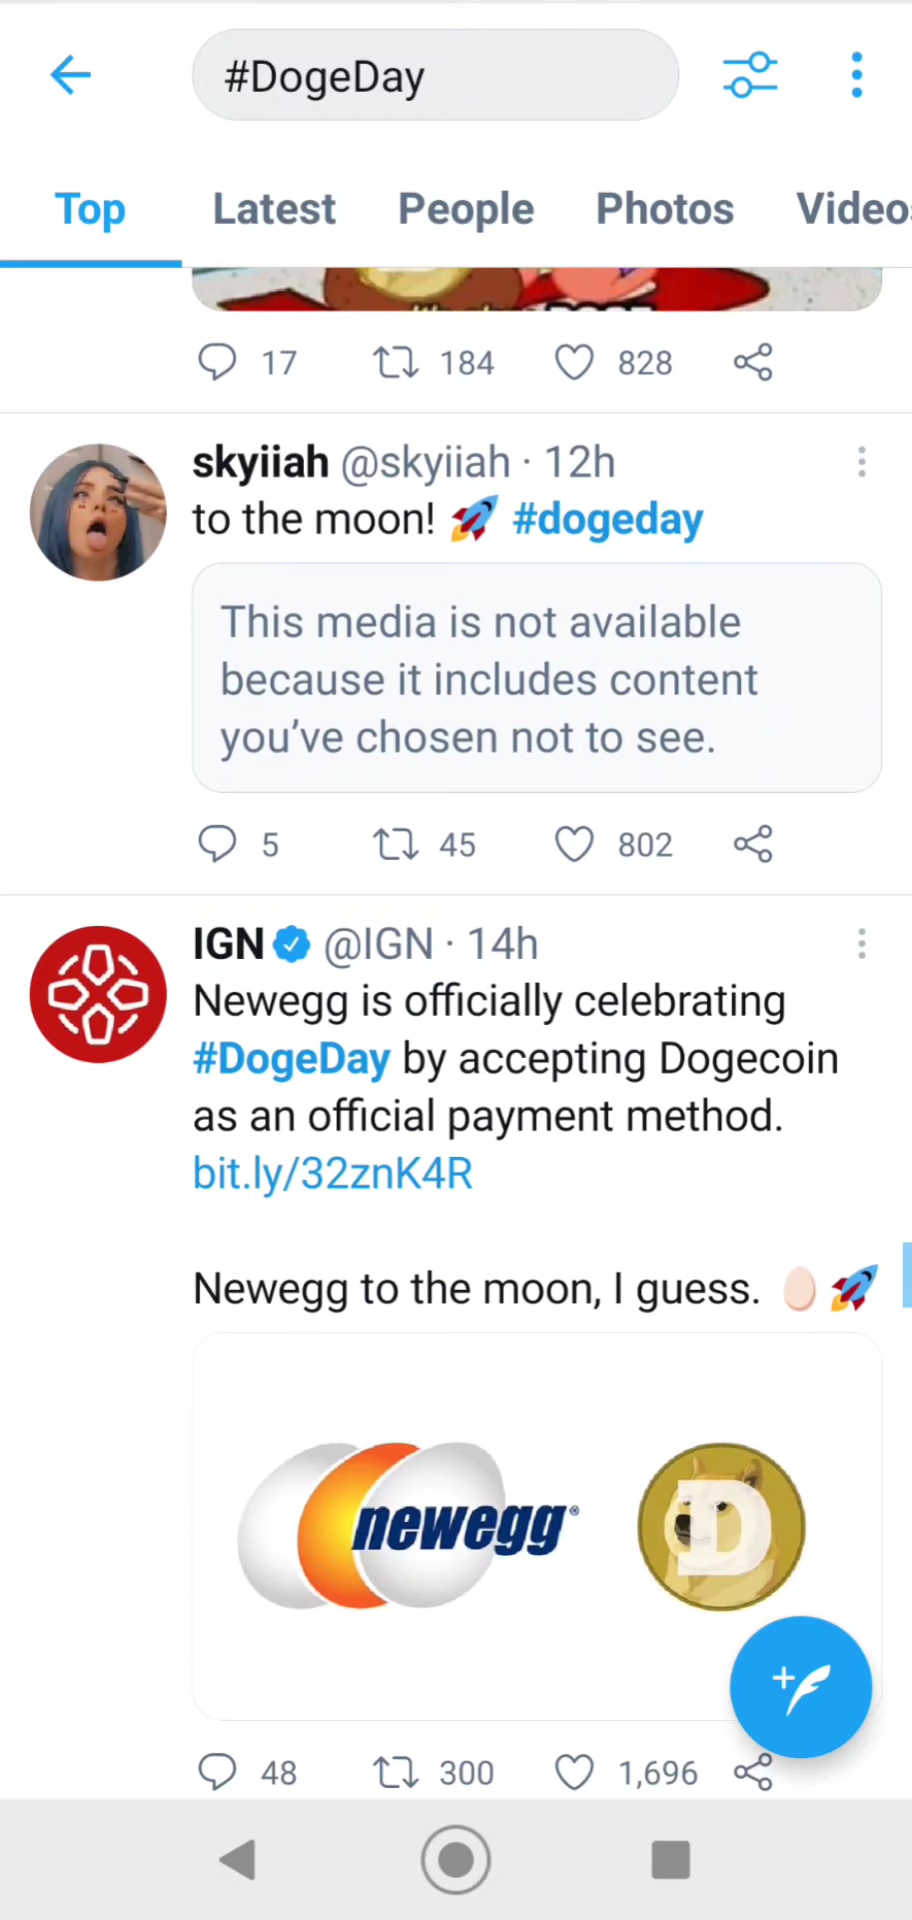 #DogeDay
Top Latest People Photos Videos
17 184 828
skyiiah @skyiiah · 12h
to the moon! 🚀 #dogeday
This media is not available
because it includes content
you’ve chosen not to see.
5 45 802
IGN @IGN · 14h
Newegg is officially celebrating
#DogeDay by accepting Dogecoin
as an official payment method.
bit.ly/32znK4R
Newegg to the moon, I guess. 🥚🚀
newegg®
D
48 300 1,696